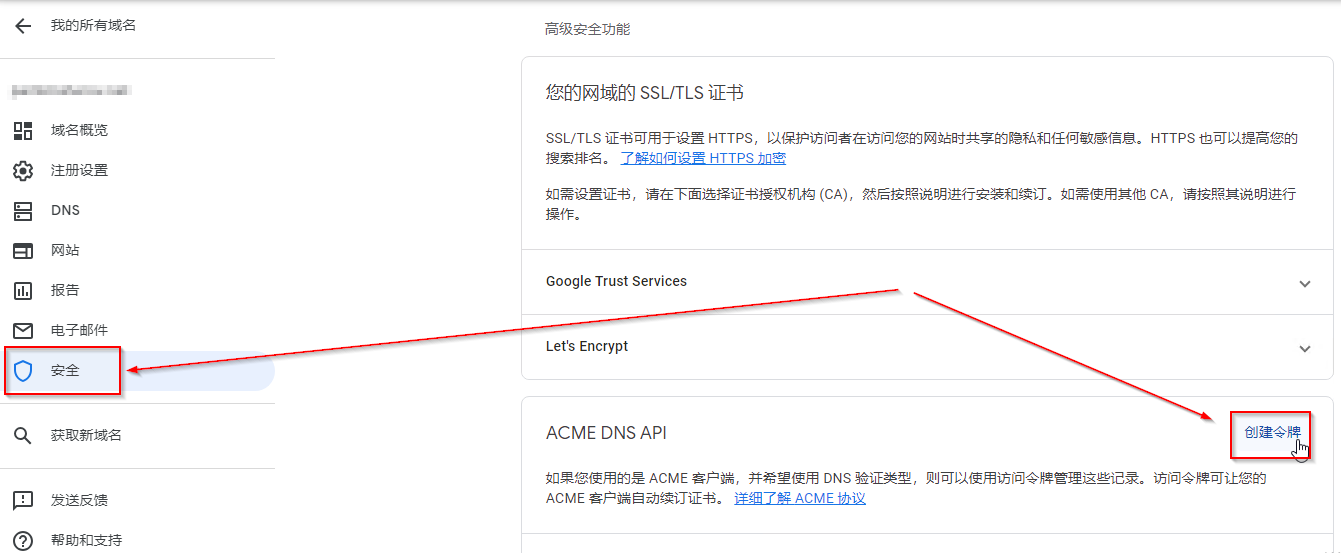 我的所有域名
域名概览
注册设置
DNS
网站
报告
电子邮件
安全
获取新域名
发送反馈
帮助和支持
高级安全功能
您的网域的 SSL/TLS 证书
SSL/TLS 证书可用于设置 HTTPS，以保护访问者在访问您的网站时共享的隐私和任何敏感信息。HTTPS 也可以提高您的
搜索排名。 了解如何设置 HTTPS 加密
如需设置证书，请在下面选择证书授权机构 (CA)，然后按照说明进行安装和续订。如需使用其他 CA，请按照其说明进行
操作。
Google Trust Services
Let's Encrypt
ACME DNS API
创建令牌
如果您使用的是 ACME 客户端，并希望使用 DNS 验证类型，则可以使用访问令牌管理这些记录。访问令牌可让您的
ACME 客户端自动续订证书。 详细了解 ACME 协议